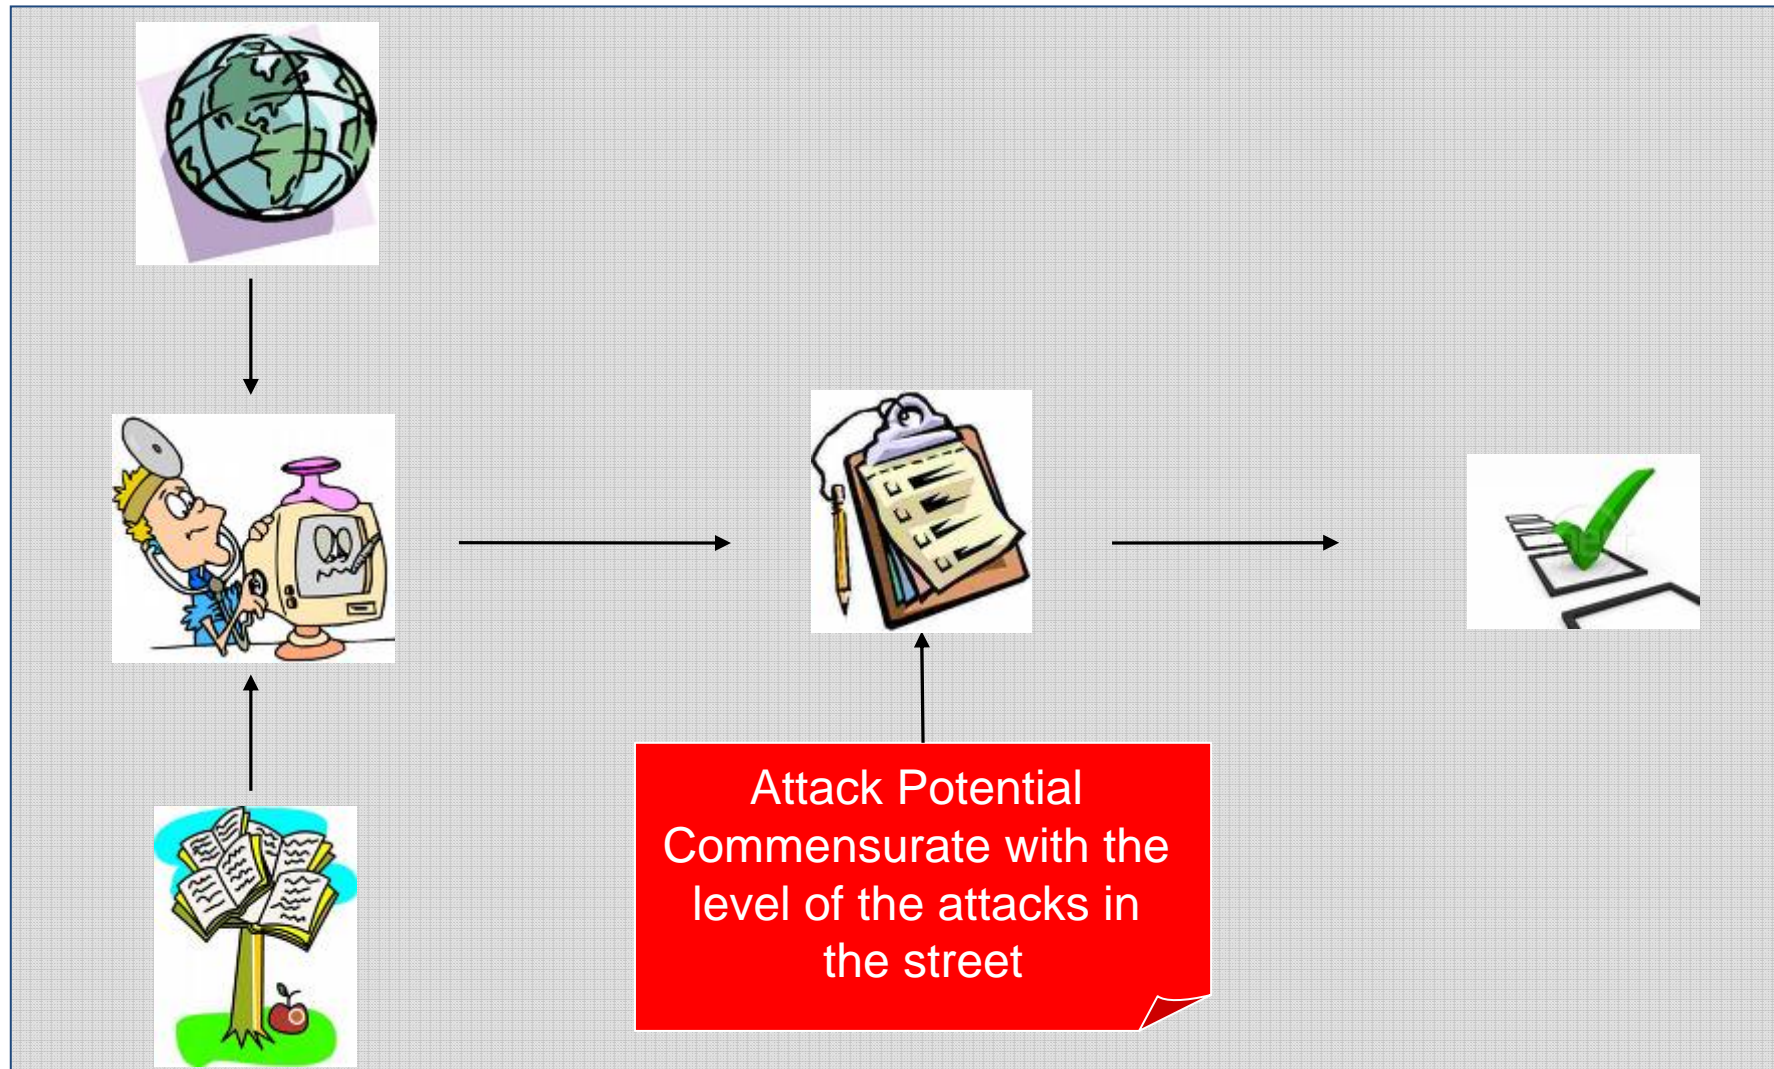 Attack Potential
Commensurate with the
level of the attacks in
the street